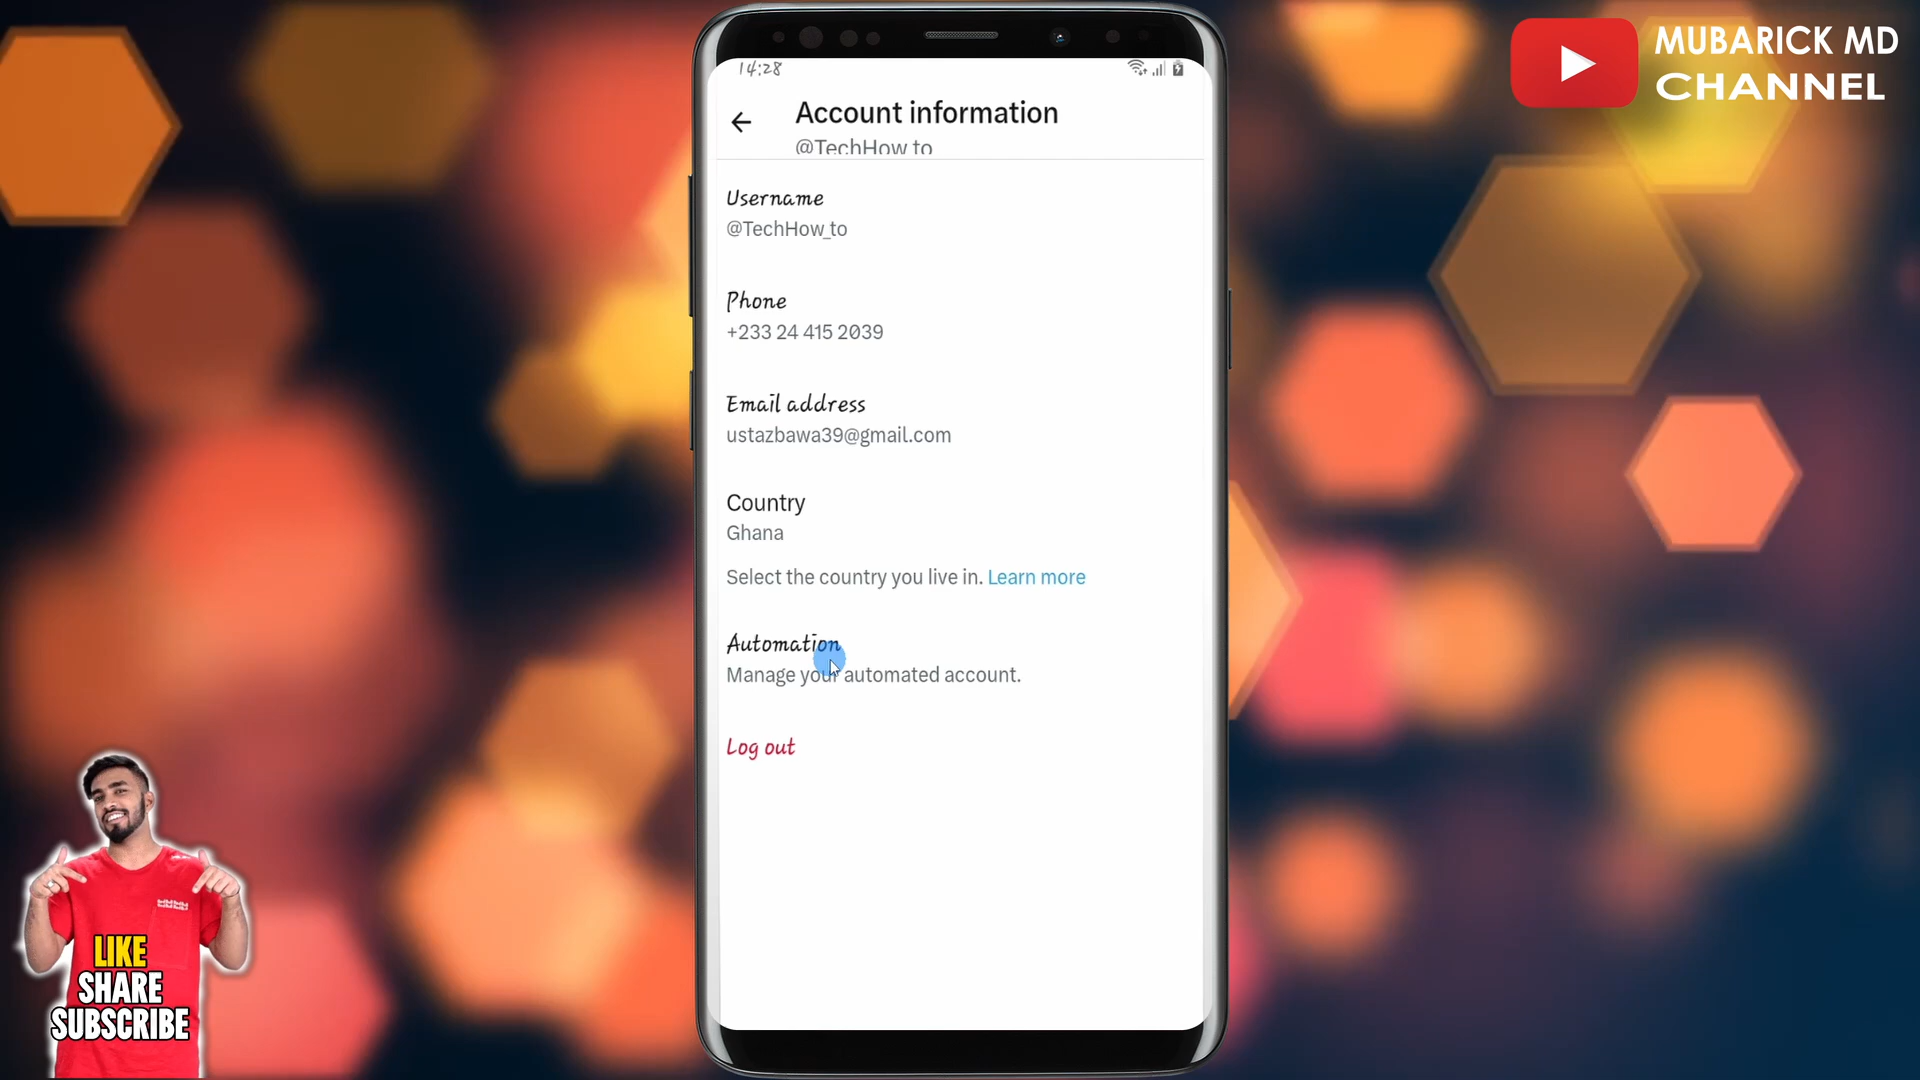 MUBARICK MD
CHANNEL
14:28
Account information
@TechHow_to
Username
@TechHow_to
Phone
+233 24 415 2039
Email address
ustazbawa39@gmail.com
Country
Ghana
Select the country you live in. Learn more
Automation
Manage your automated account.
Log out
LIKE
SHARE
SUBSCRIBE